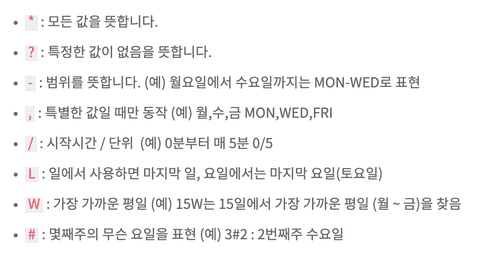 * : 모든 값을 뜻합니다.
? : 특정한 값이 없음을 뜻합니다.
- : 범위를 뜻합니다. (예) 월요일에서 수요일까지는 MON-WED로 표현
, : 특별한 값일 때만 동작 (예) 월,수,금 MON,WED,FRI
/ : 시작시간 / 단위 (예) 0분부터 매 5분 0/5
L : 일에서 사용하면 마지막 일, 요일에서는 마지막 요일(토요일)
W : 가장 가까운 평일 (예) 15W는 15일에서 가장 가까운 평일 (월 ~ 금)을 찾음
# : 몇째주의 무슨 요일을 표현 (예) 3#2 : 2번째주 수요일